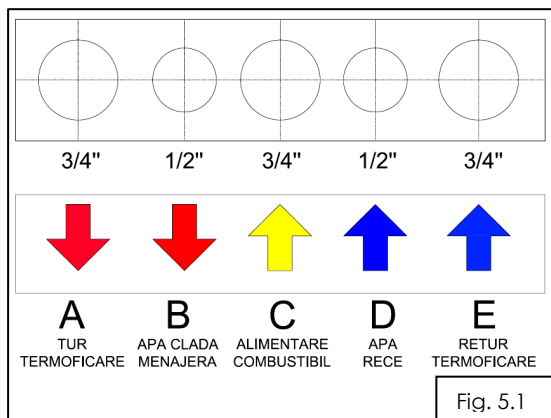 3/4" 1/2" 3/4" 1/2" 3/4"
A B C D E
TUR TERMOFICARE
APA CLADA MENAJERA
ALIMENTARE COMBUSTIBIL
APA RECE
RETUR TERMOFICARE
Fig. 5.1